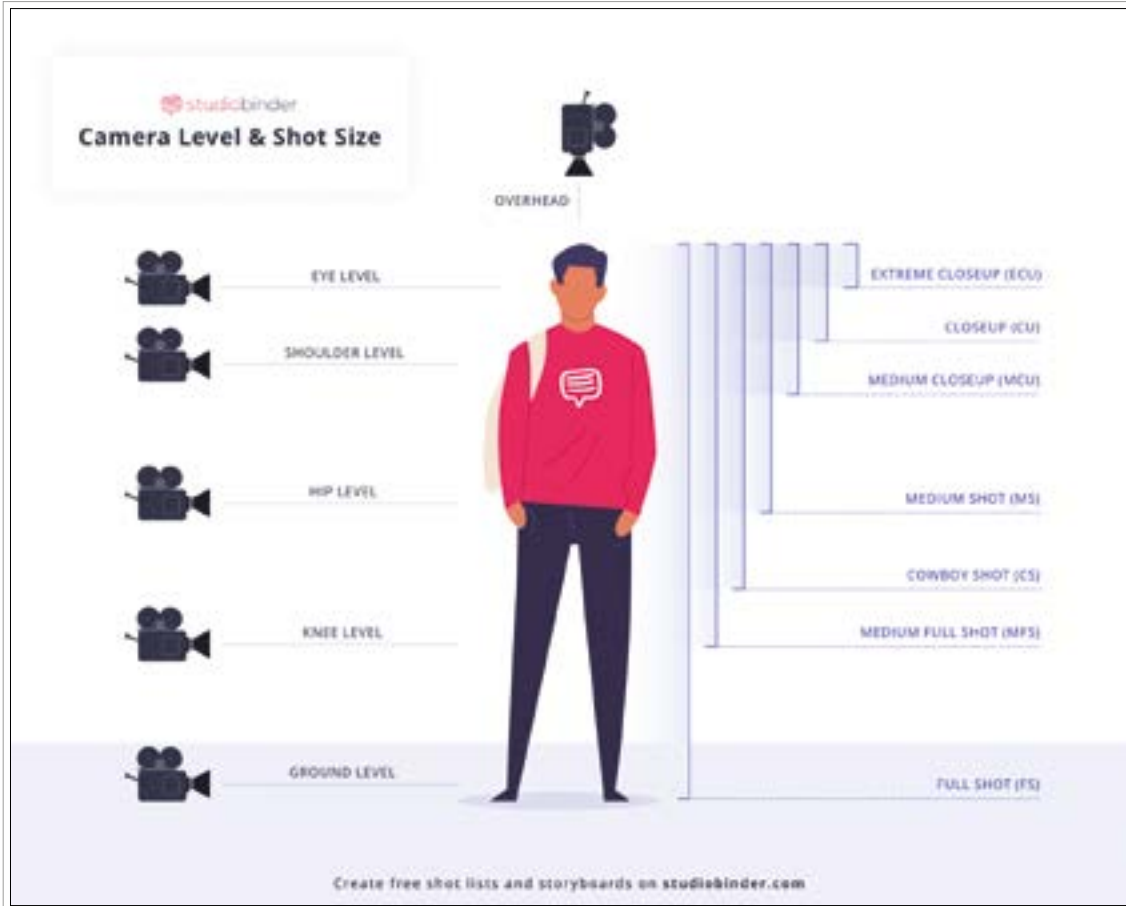 studiobinder
Camera Level & Shot Size
OVERHEAD
EYE LEVEL
SHOULDER LEVEL
HIP LEVEL
KNEE LEVEL
GROUND LEVEL
EXTREME CLOSEUP (ECU)
CLOSEUP (CU)
MEDIUM CLOSEUP (MCU)
MEDIUM SHOT (MS)
COWBOY SHOT (CS)
MEDIUM FULL SHOT (MFS)
FULL SHOT (FS)
Create free shot lists and storyboards on studiobinder.com